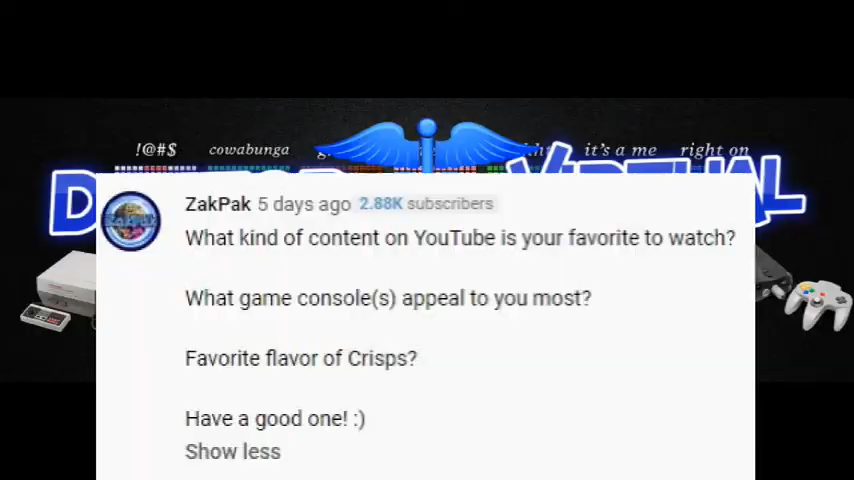 !@#$ cowabunga it's a me right on
ZakPak 5 days ago 2.88K subscribers
What kind of content on YouTube is your favorite to watch?
What game console(s) appeal to you most?
Favorite flavor of Crisps?
Have a good one! :)
Show less